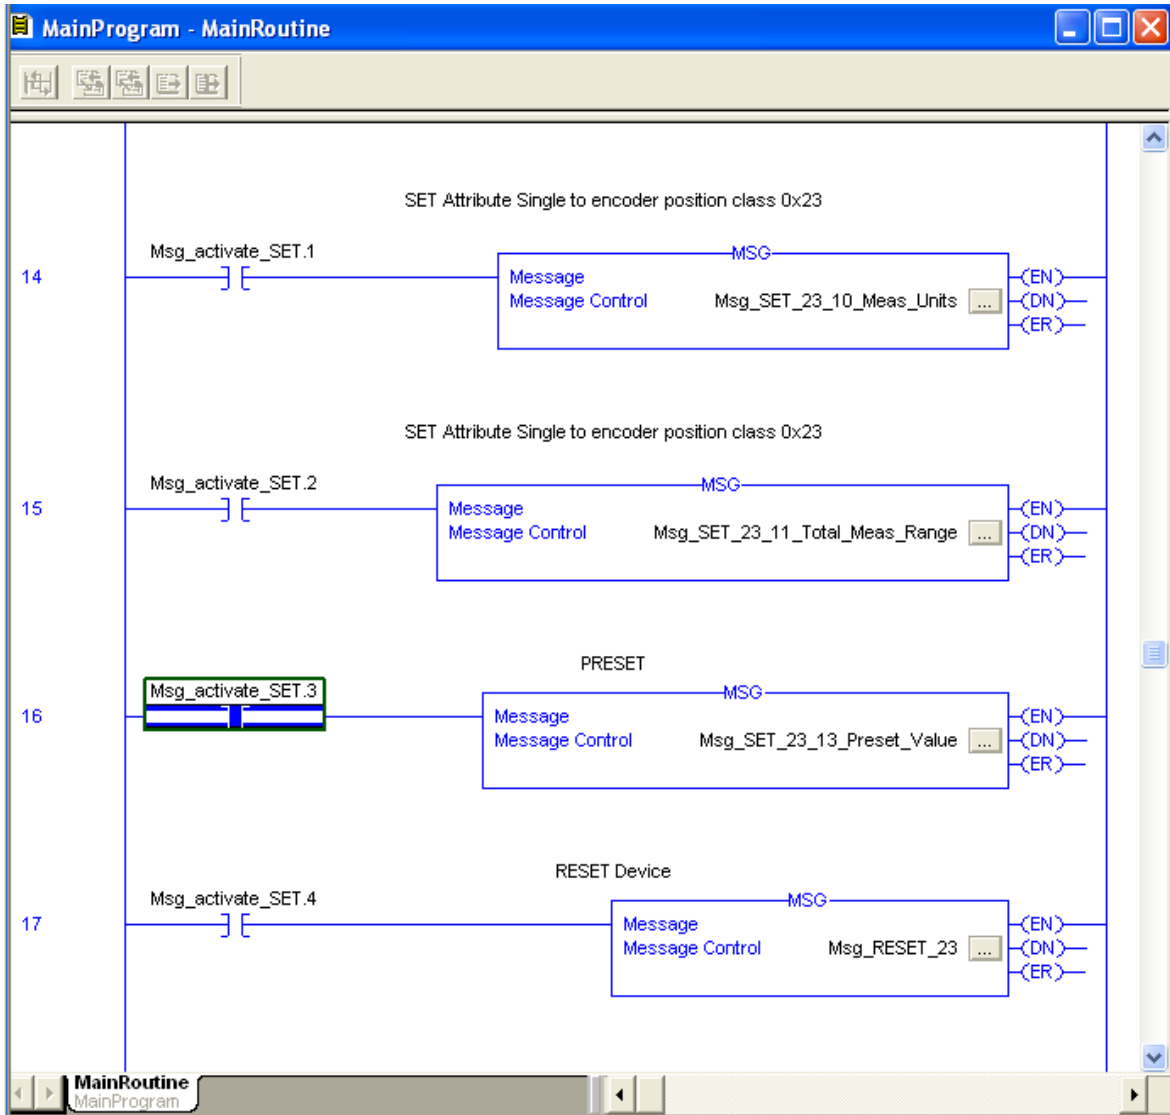 MainProgram - MainRoutine
SET Attribute Single to encoder position class 0x23
Msg_activate_SET.1
MSG
14
Message
(EN)
Message Control Msg_SET_23_10_Meas_Units ... (DN)
(ER)
SET Attribute Single to encoder position class 0x23
Msg_activate_SET.2
MSG
15
Message
(EN)
Message Control Msg_SET_23_11_Total_Meas_Range ... (DN)
(ER)
PRESET
Msg_activate_SET.3
MSG
16
Message
(EN)
Message Control Msg_SET_23_13_Preset_Value ... (DN)
(ER)
RESET Device
Msg_activate_SET.4
MSG
17
Message
(EN)
Message Control Msg_RESET_23 ... (DN)
(ER)
MainRoutine
MainProgram